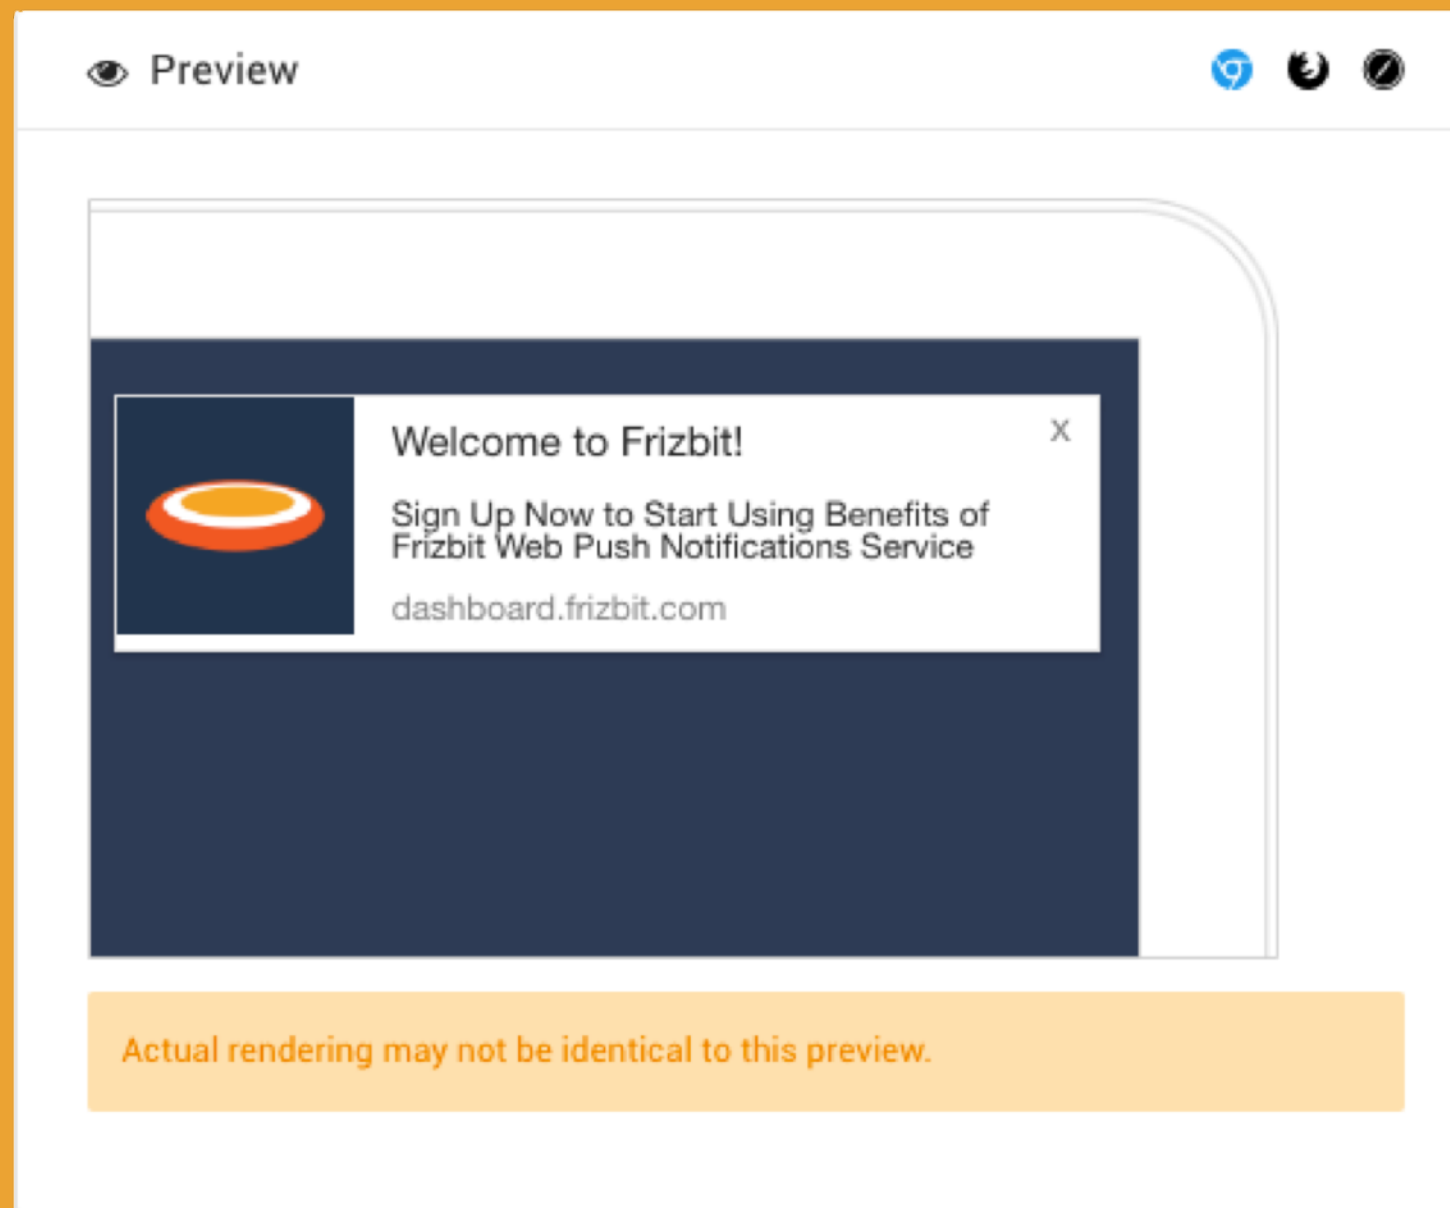 Preview
Welcome to Frizbit!
x
Sign Up Now to Start Using Benefits of
Frizbit Web Push Notifications Service
dashboard.frizbit.com
Actual rendering may not be identical to this preview.